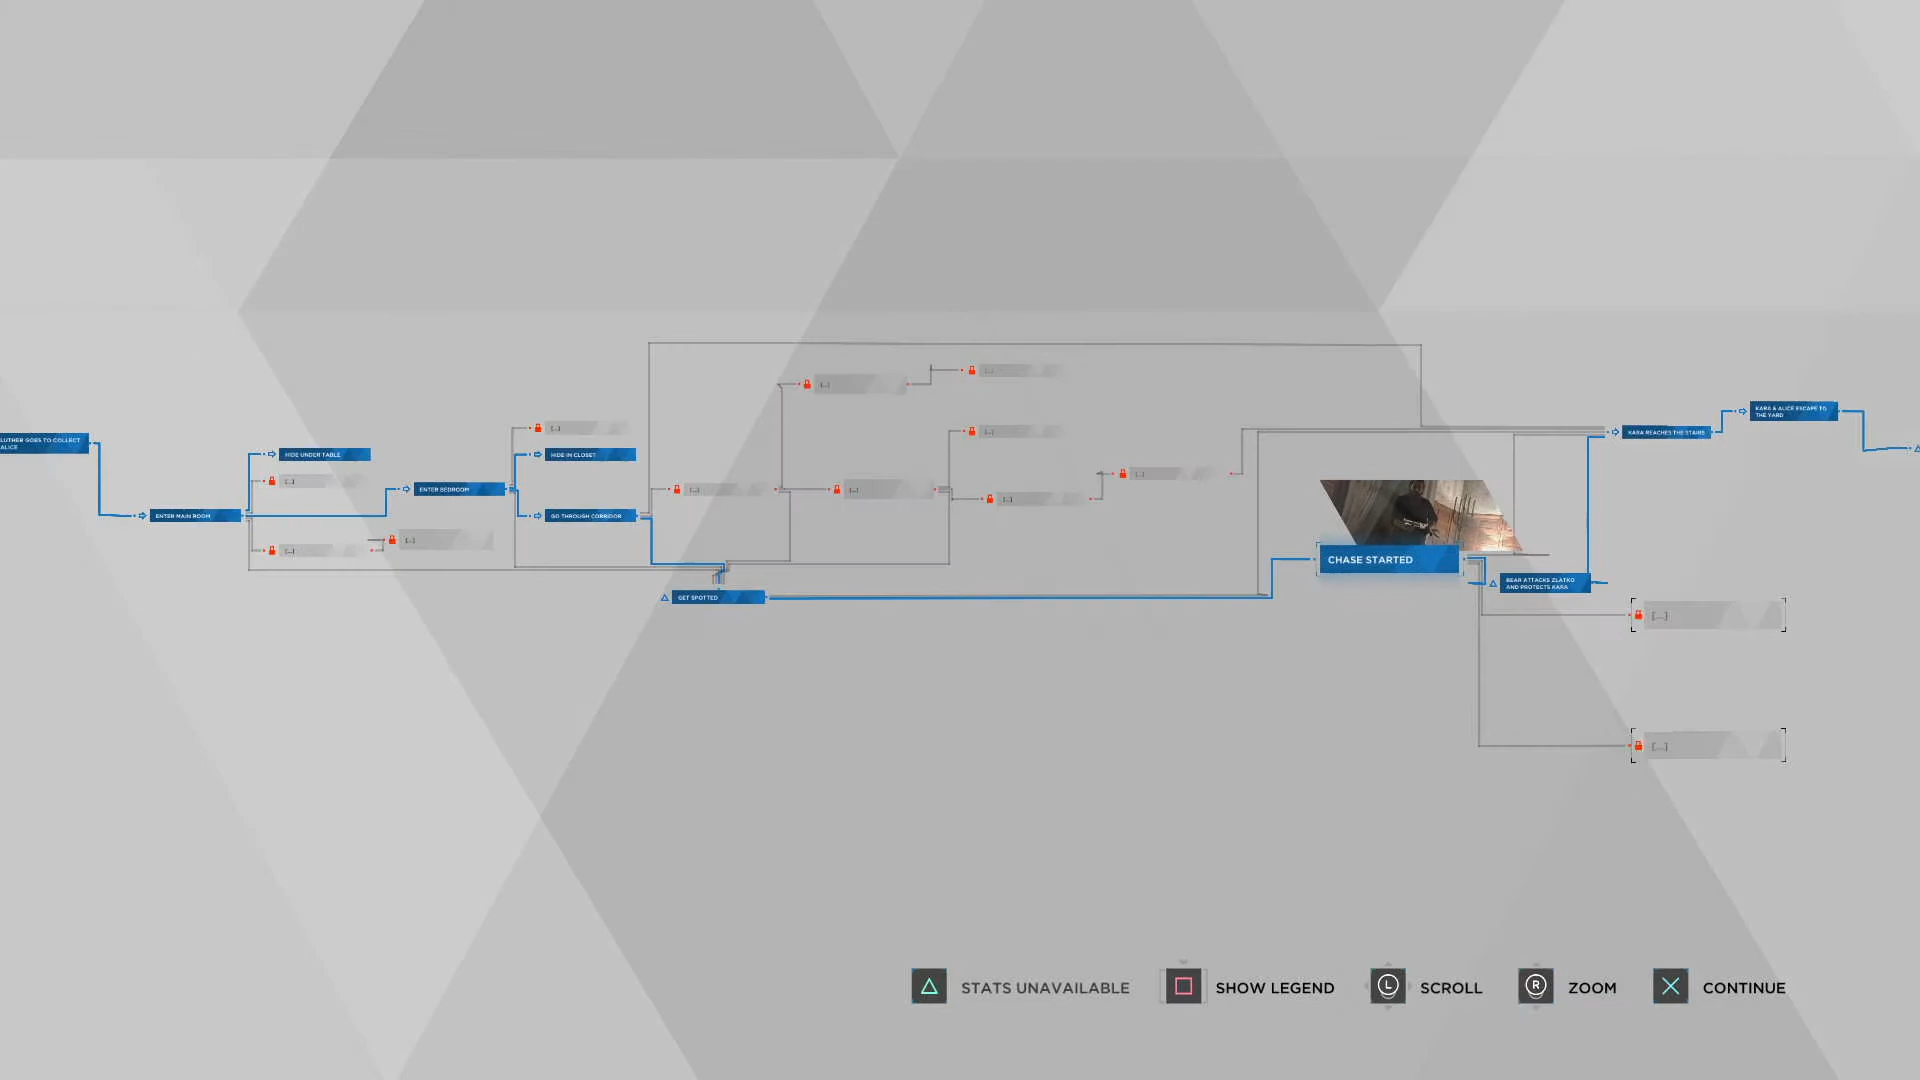 LUTHER GOES TO COLLECT
ALICE
ENTER MAIN ROOM
HIDE UNDER TABLE
[...]
[...]
[...]
ENTER BEDROOM
[...]
HIDE IN CLOSET
GO THROUGH CORRIDOR
[...]
GET SPOTTED
[...]
[...]
[...]
[...]
[...]
[...]
CHASE STARTED
BEAR ATTACKS ZLATKO
AND PROTECTS KARA
KARA REACHES THE STAIRS
KARA & ALICE ESCAPE TO
THE YARD
[...]
[...]
STATS UNAVAILABLE
SHOW LEGEND
L
SCROLL
R
ZOOM
CONTINUE